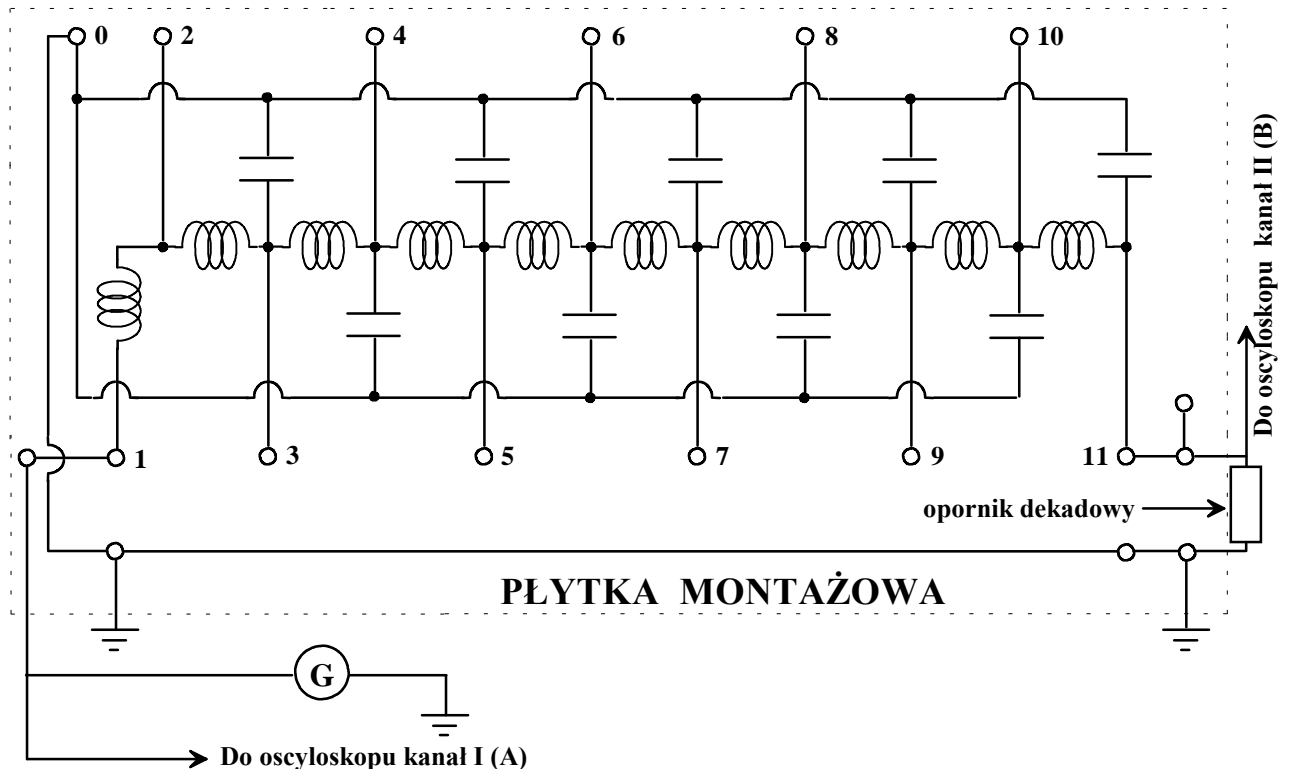 0 2 4 6 8 10
Do oscyloskopu kanał II (B)
1 3 5 7 9 11
opornik dekadowy
PŁYTKA MONTAŻOWA
G
Do oscyloskopu kanał I (A)